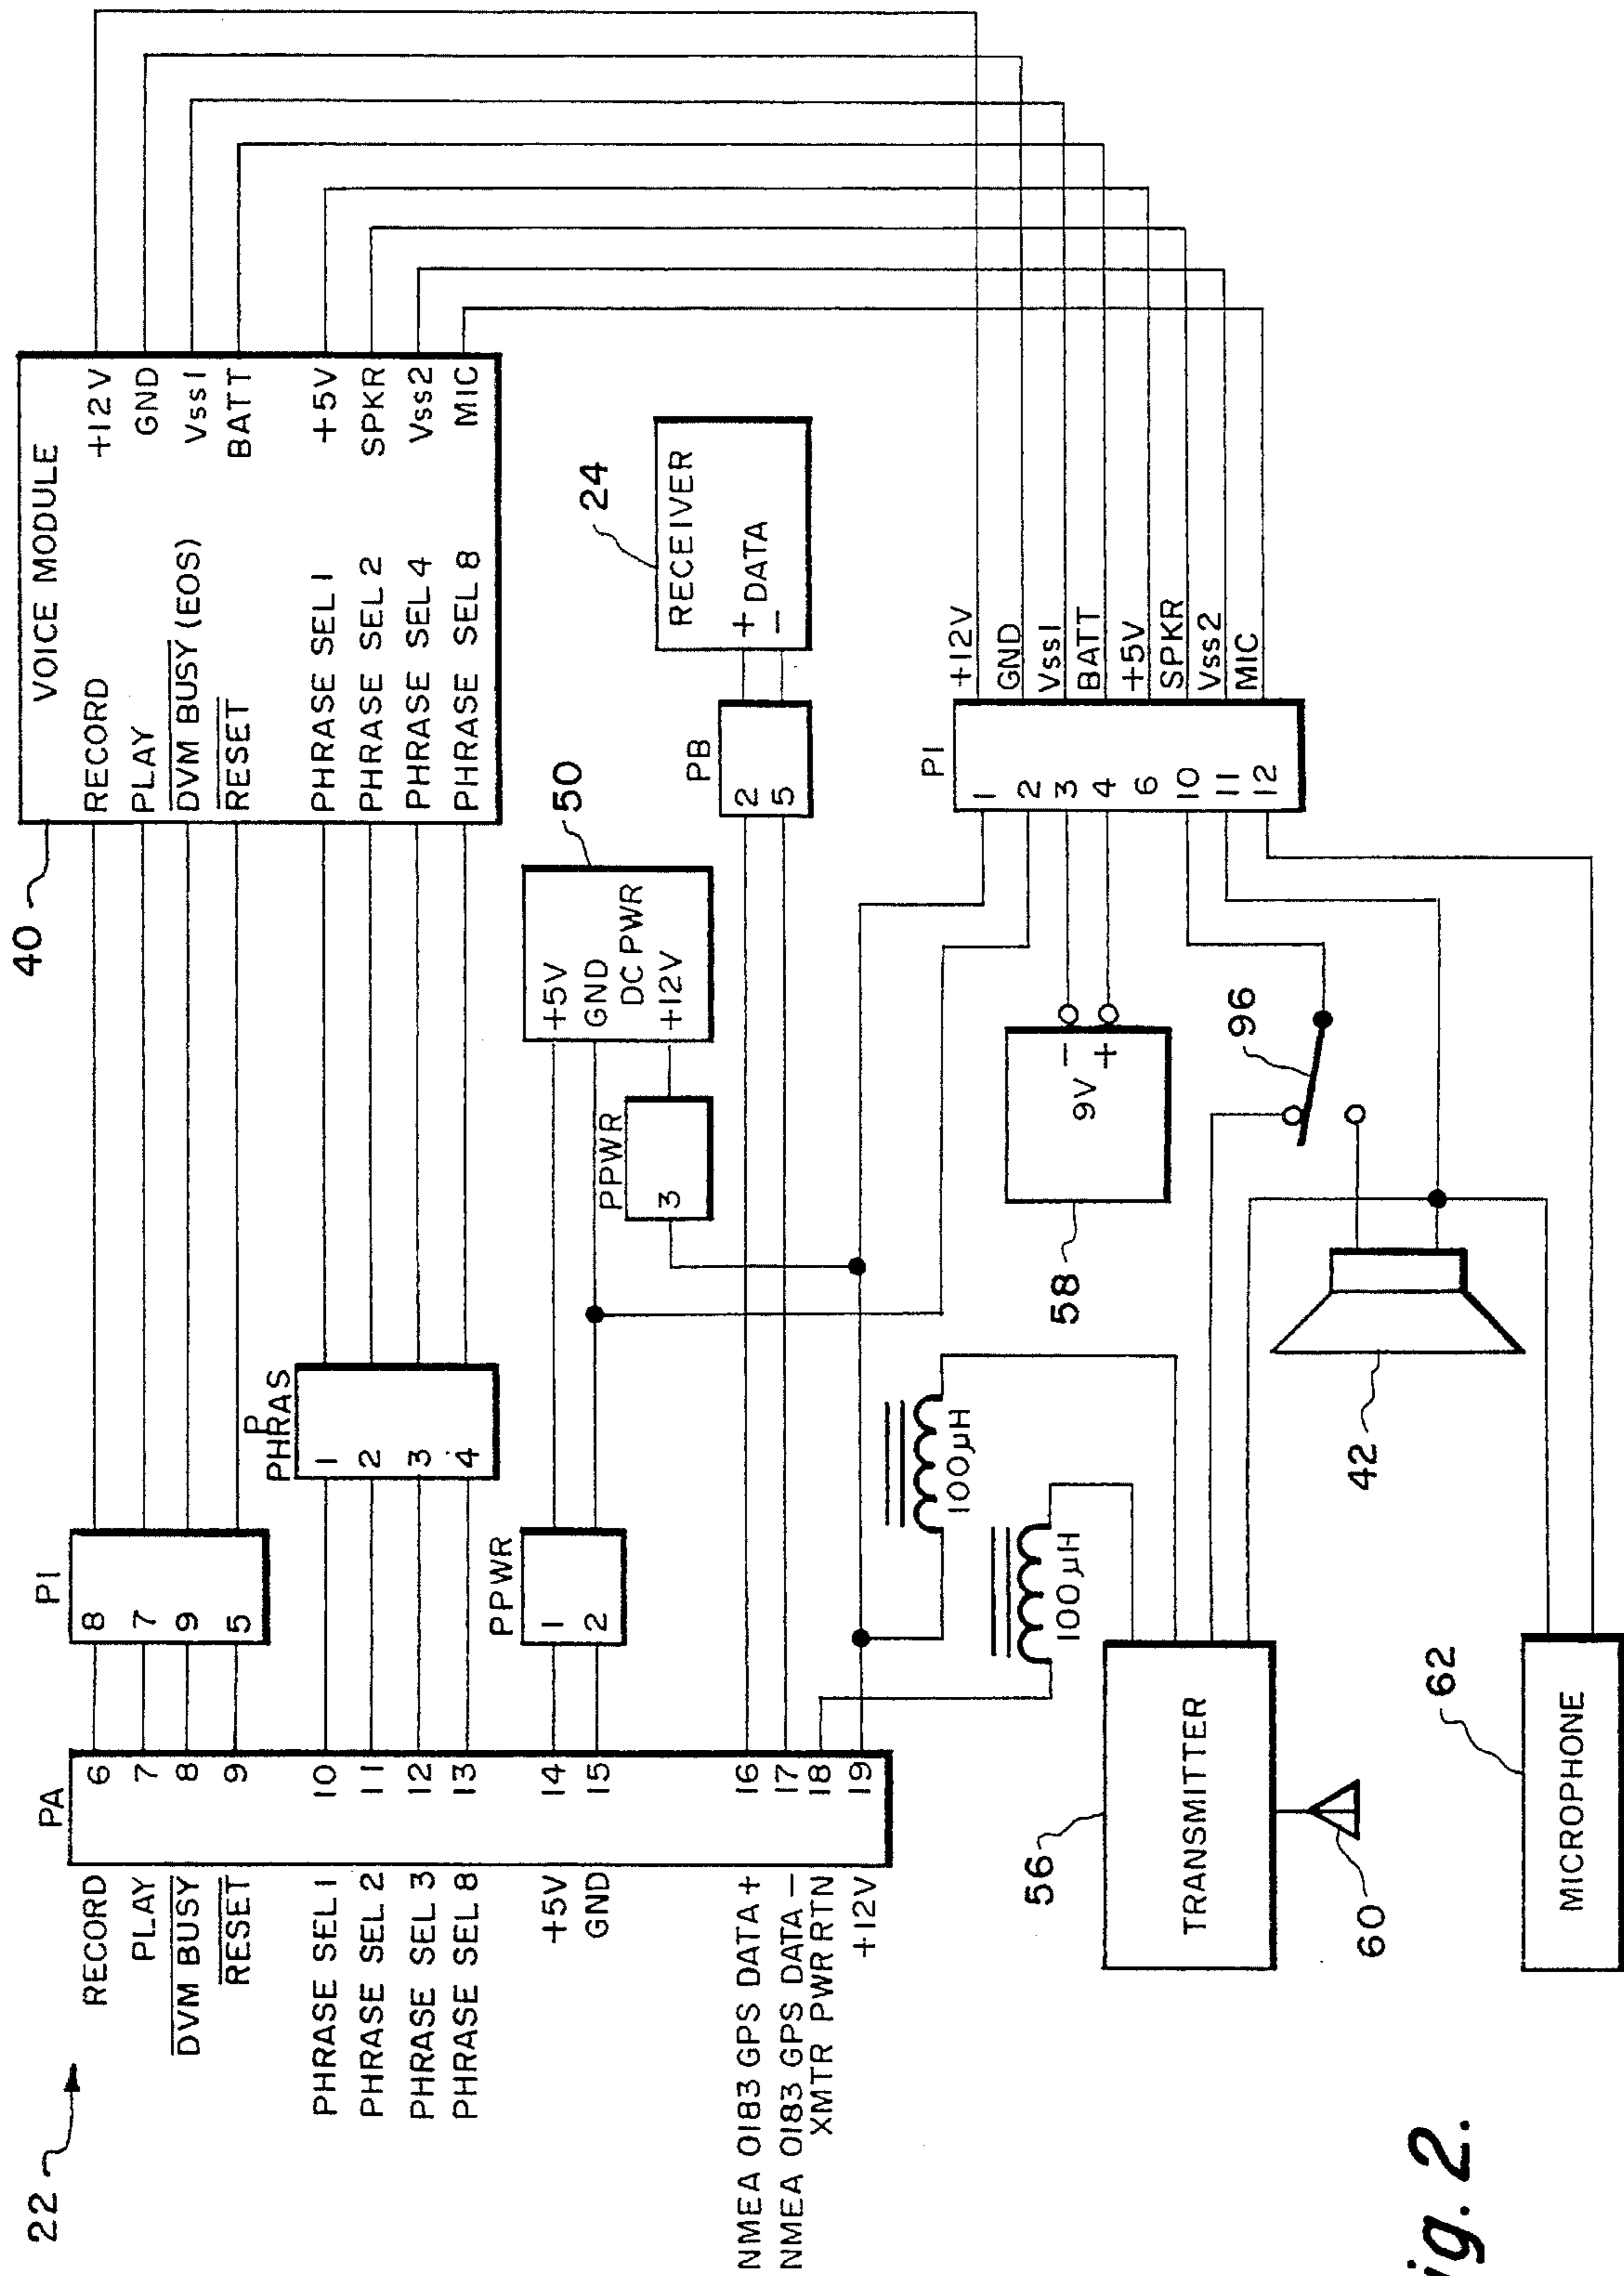 22
40
VOICE MODULE
RECORD
PLAY
DVM BUSY (EOS)
RESET
PHRASE SEL 1
PHRASE SEL 2
PHRASE SEL 4
PHRASE SEL 8
+12V
GND
Vss1
BATT
+5V
SPKR
Vss2
MIC
PA
RECORD 6
PLAY 7
DVM BUSY 8
RESET 9
PHRASE SEL 1 10
PHRASE SEL 2 11
PHRASE SEL 3 12
PHRASE SEL 8 13
+5V 14
GND 15
NMEA 0183 GPS DATA + 16
NMEA 0183 GPS DATA - 17
XMTR PWR RTN 18
+12V 19
P1
8
7
9
5
P
PHRAS
1
2
3
4
PPWR
1
2
PPWR
3
50
+5V
GND
DC PWR
+12V
PB
2
5
24
RECEIVER
+
DATA
-
P1
1 +12V
2 GND
3 Vss1
4 BATT
6 +5V
10 SPKR
11 Vss2
12 MIC
100µH
100µH
9V
-
+
58
96
42
56
TRANSMITTER
60
62
MICROPHONE
ig. 2.